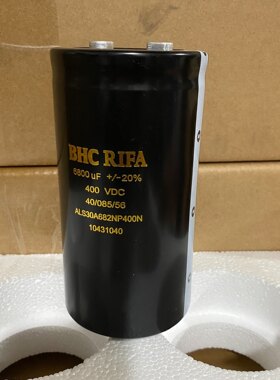 BHC RIFA
6800 uF +/-20%
400 VDC
40/085/56
ALS30A682NP400N
10431040